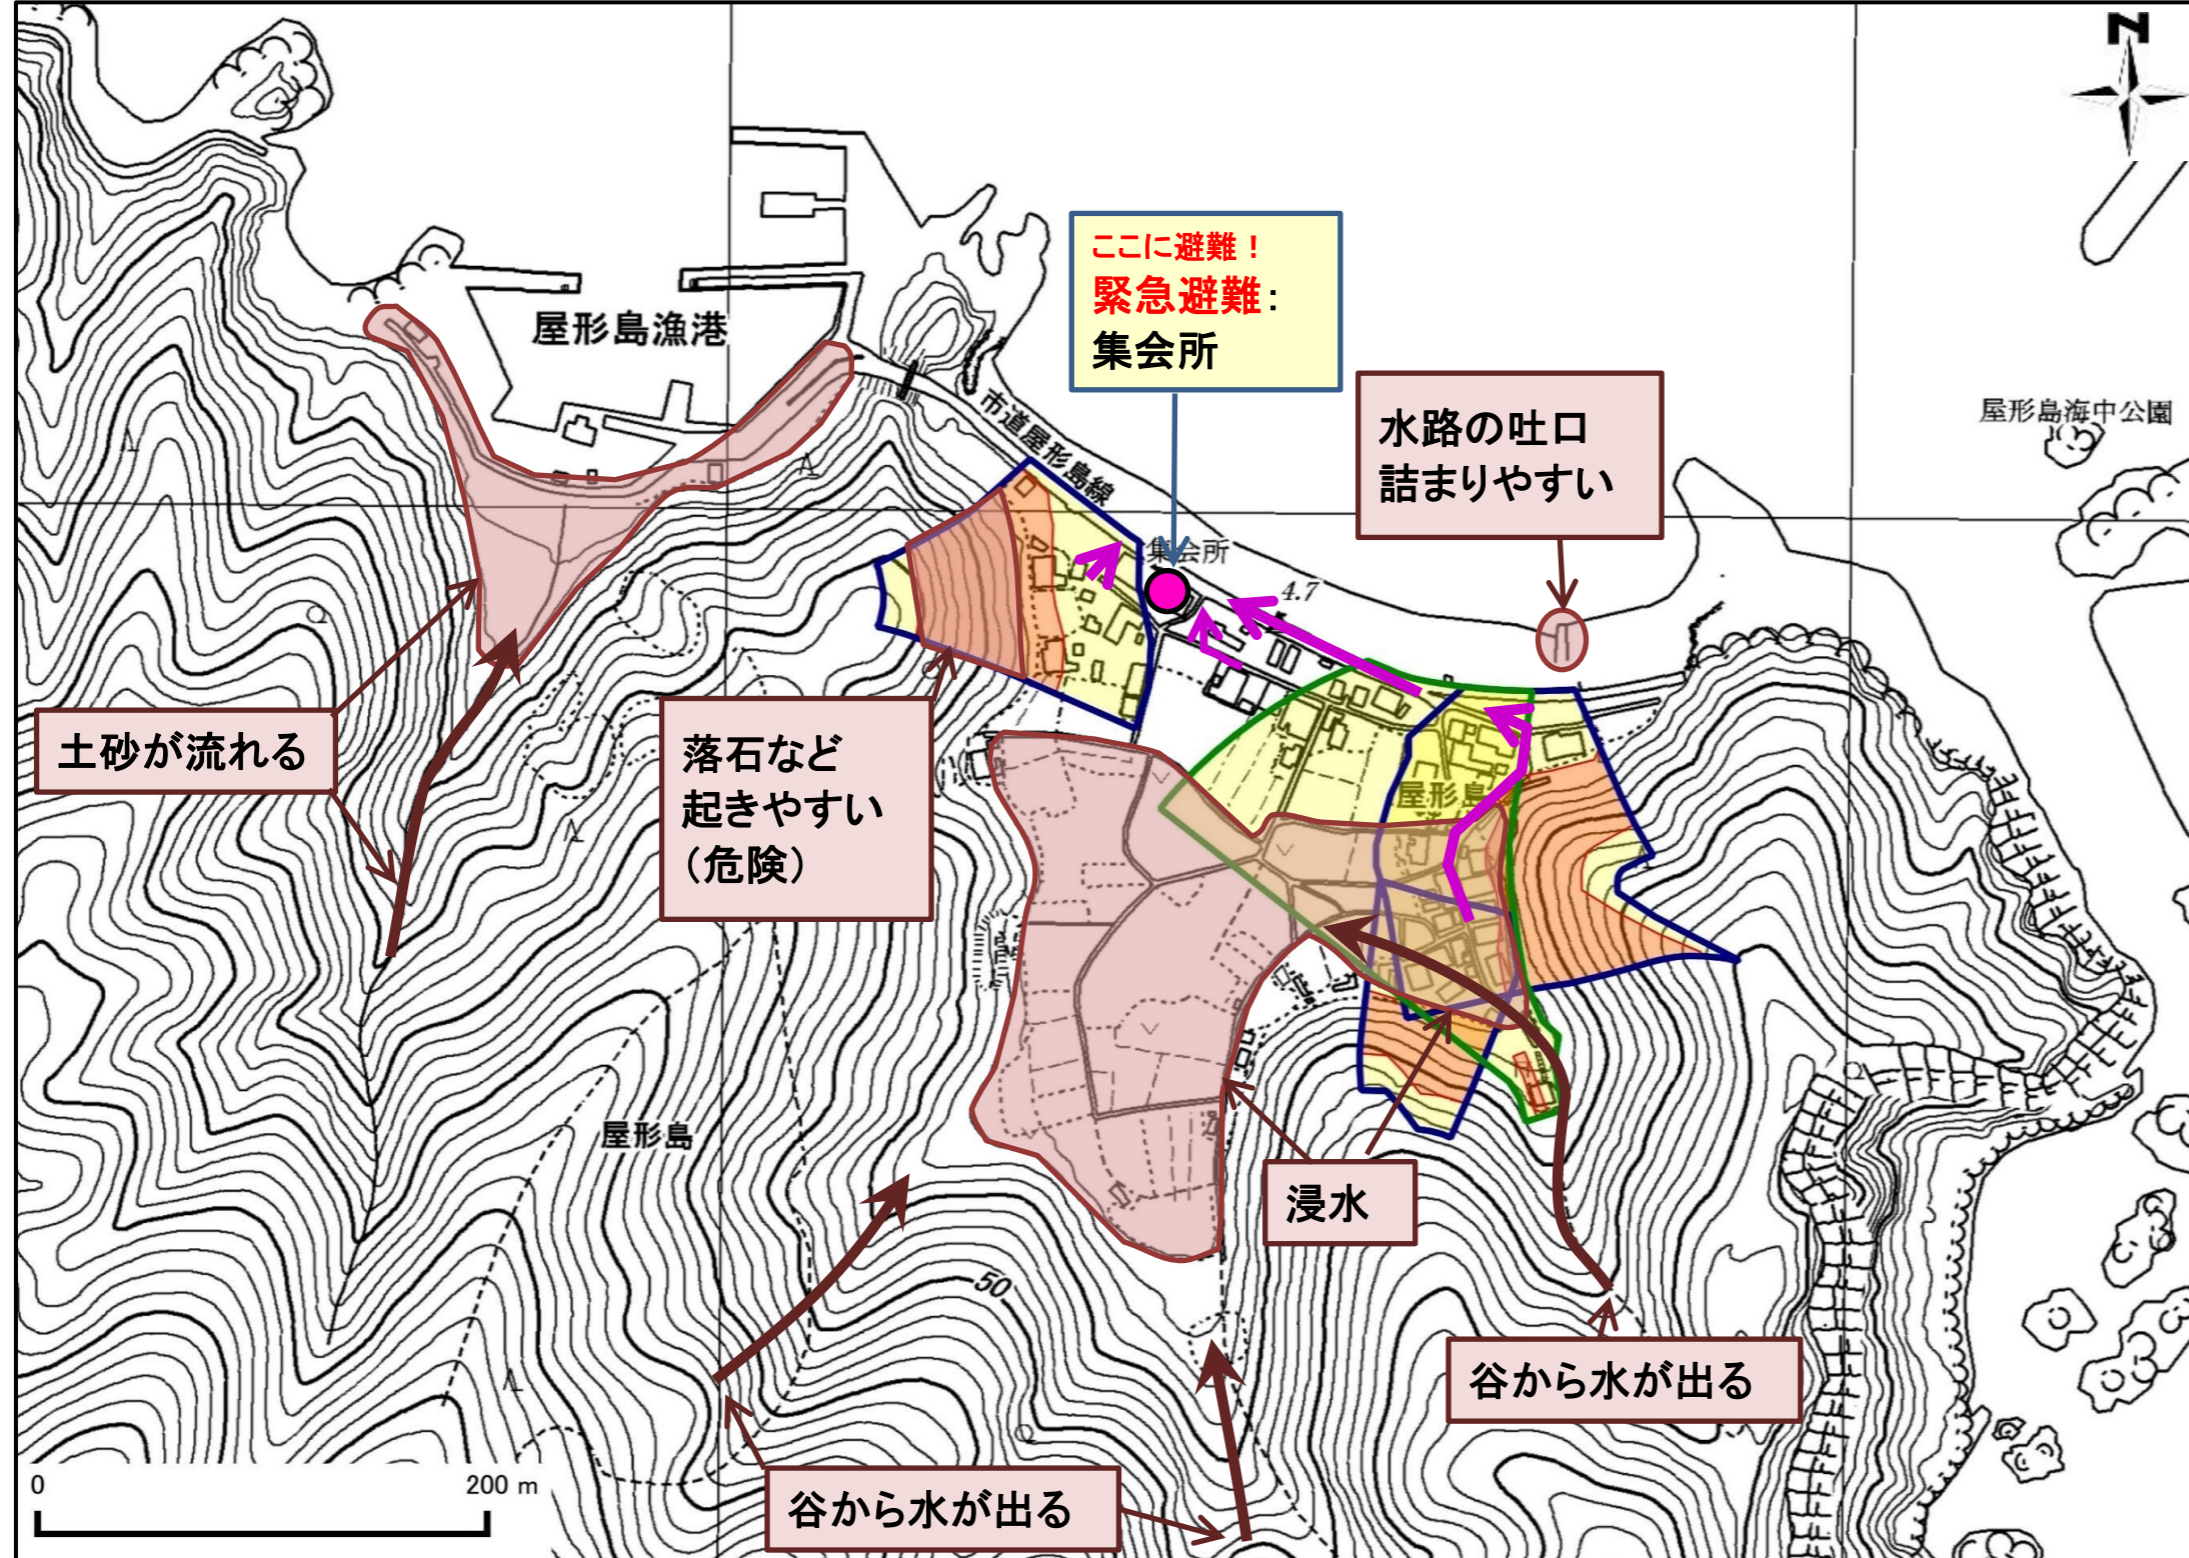 N
ここに避難！
緊急避難：
集会所
屋形島漁港
市道屋形島線
水路の吐口
詰まりやすい
屋形島海中公園
集会所
4.7
土砂が流れる
落石など
起きやすい
（危険）
屋形島
屋形島
浸水
50
谷から水が出る
谷から水が出る
0
200 m